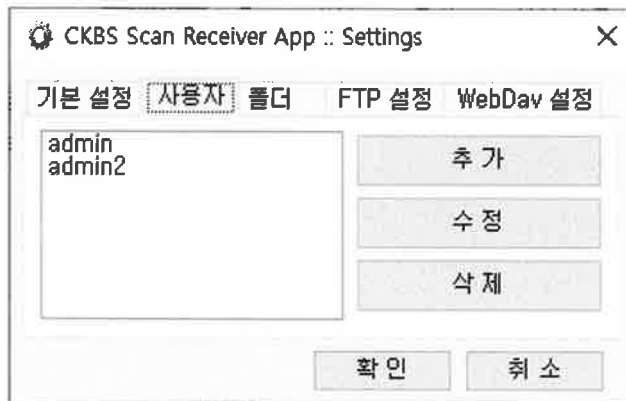 CKBS Scan Receiver App :: Settings
기본 설정 사용자 폴더 FTP 설정 WebDav 설정
admin
admin2
추 가
수 정
삭 제
확 인 취 소